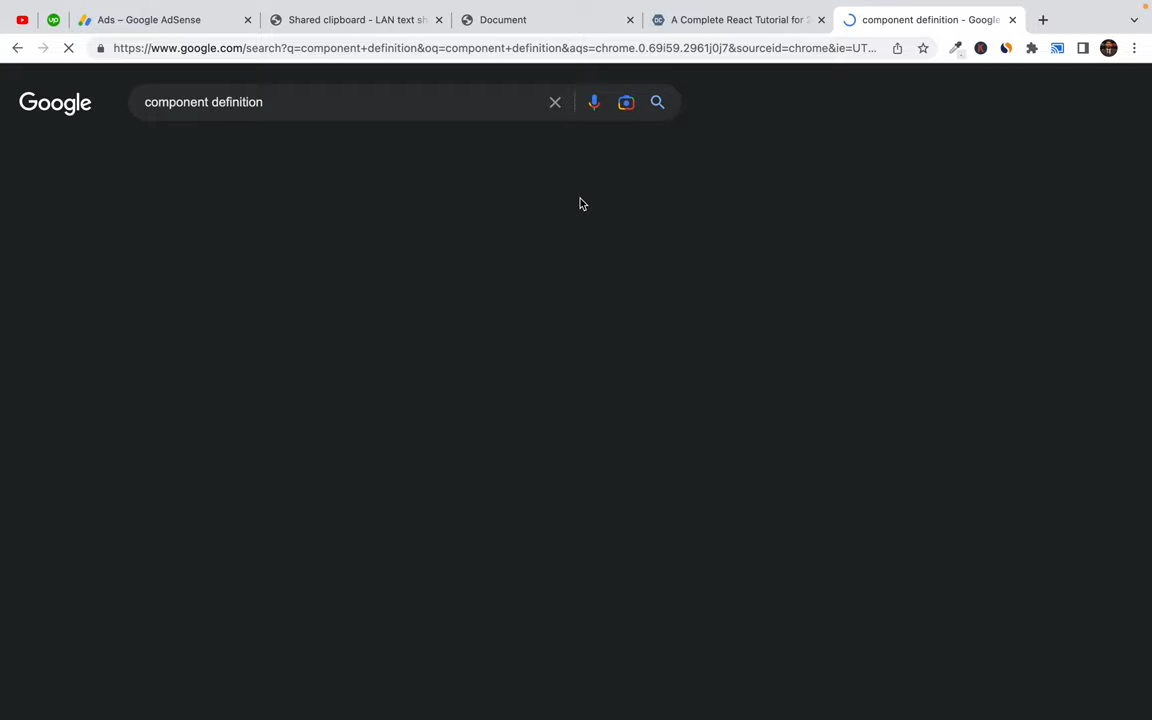 Ads – Google AdSense
Shared clipboard - LAN text sh
Document
A Complete React Tutorial for 2
component definition - Google
https://www.google.com/search?q=component+definition&oq=component+definition&aqs=chrome.0.69i59.2961j0j7&sourceid=chrome&ie=UT...
Google
component definition